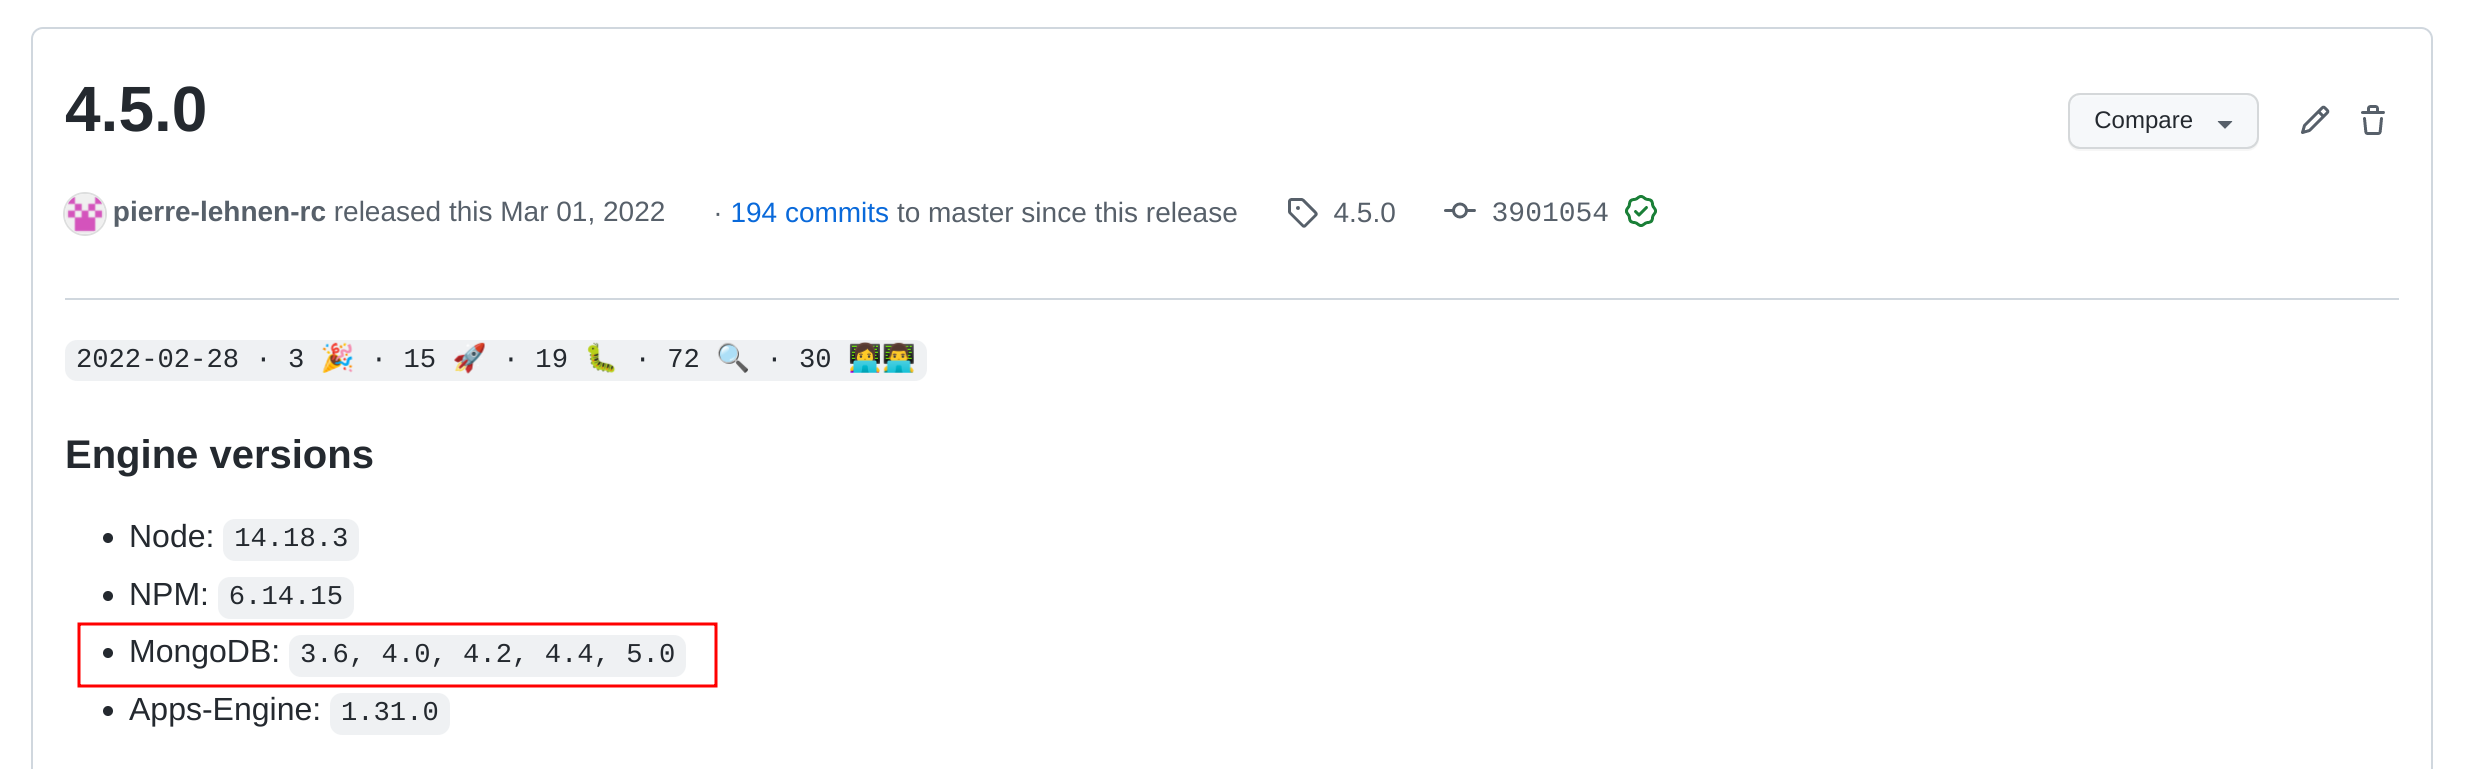 4.5.0
Compare
pierre-lehnen-rc released this Mar 01, 2022 · 194 commits to master since this release 4.5.0 3901054
2022-02-28 · 3 🎉 · 15 🚀 · 19 🐛 · 72 🔍 · 30 👩‍💻👨‍💻
Engine versions
• Node: 14.18.3
• NPM: 6.14.15
• MongoDB: 3.6, 4.0, 4.2, 4.4, 5.0
• Apps-Engine: 1.31.0